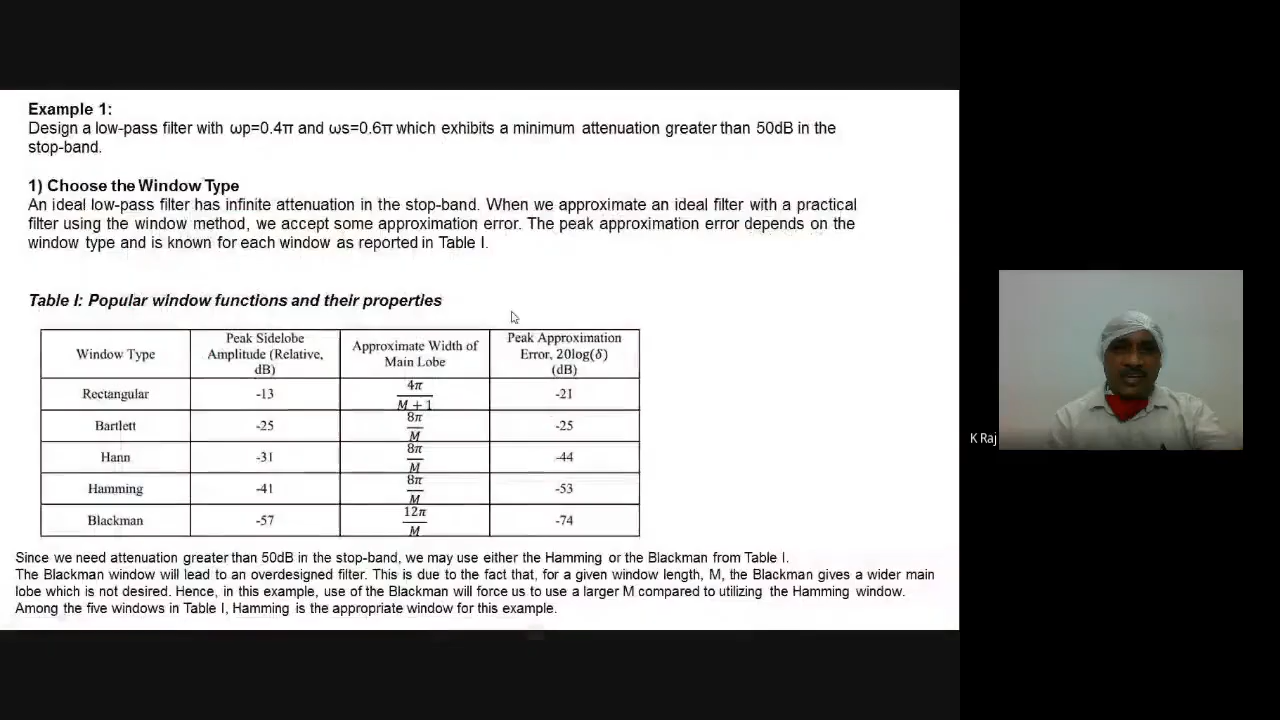 Example 1:
Design a low-pass filter with ωp=0.4π and ωs=0.6π which exhibits a minimum attenuation greater than 50dB in the
stop-band.
1) Choose the Window Type
An ideal low-pass filter has infinite attenuation in the stop-band. When we approximate an ideal filter with a practical
filter using the window method, we accept some approximation error. The peak approximation error depends on the
window type and is known for each window as reported in Table I.
Table I: Popular window functions and their properties
Window Type
Peak Sidelobe
Amplitude (Relative,
dB)
Approximate Width of
Main Lobe
Peak Approximation
Error, 20log(δ)
(dB)
Rectangular -13 4π/(M + 1) -21
Bartlett -25 8π/M -25
Hann -31 8π/M -44
Hamming -41 8π/M -53
Blackman -57 12π/M -74
Since we need attenuation greater than 50dB in the stop-band, we may use either the Hamming or the Blackman from Table I.
The Blackman window will lead to an overdesigned filter. This is due to the fact that, for a given window length, M, the Blackman gives a wider main
lobe which is not desired. Hence, in this example, use of the Blackman will force us to use a larger M compared to utilizing the Hamming window.
Among the five windows in Table I, Hamming is the appropriate window for this example.
K Raj